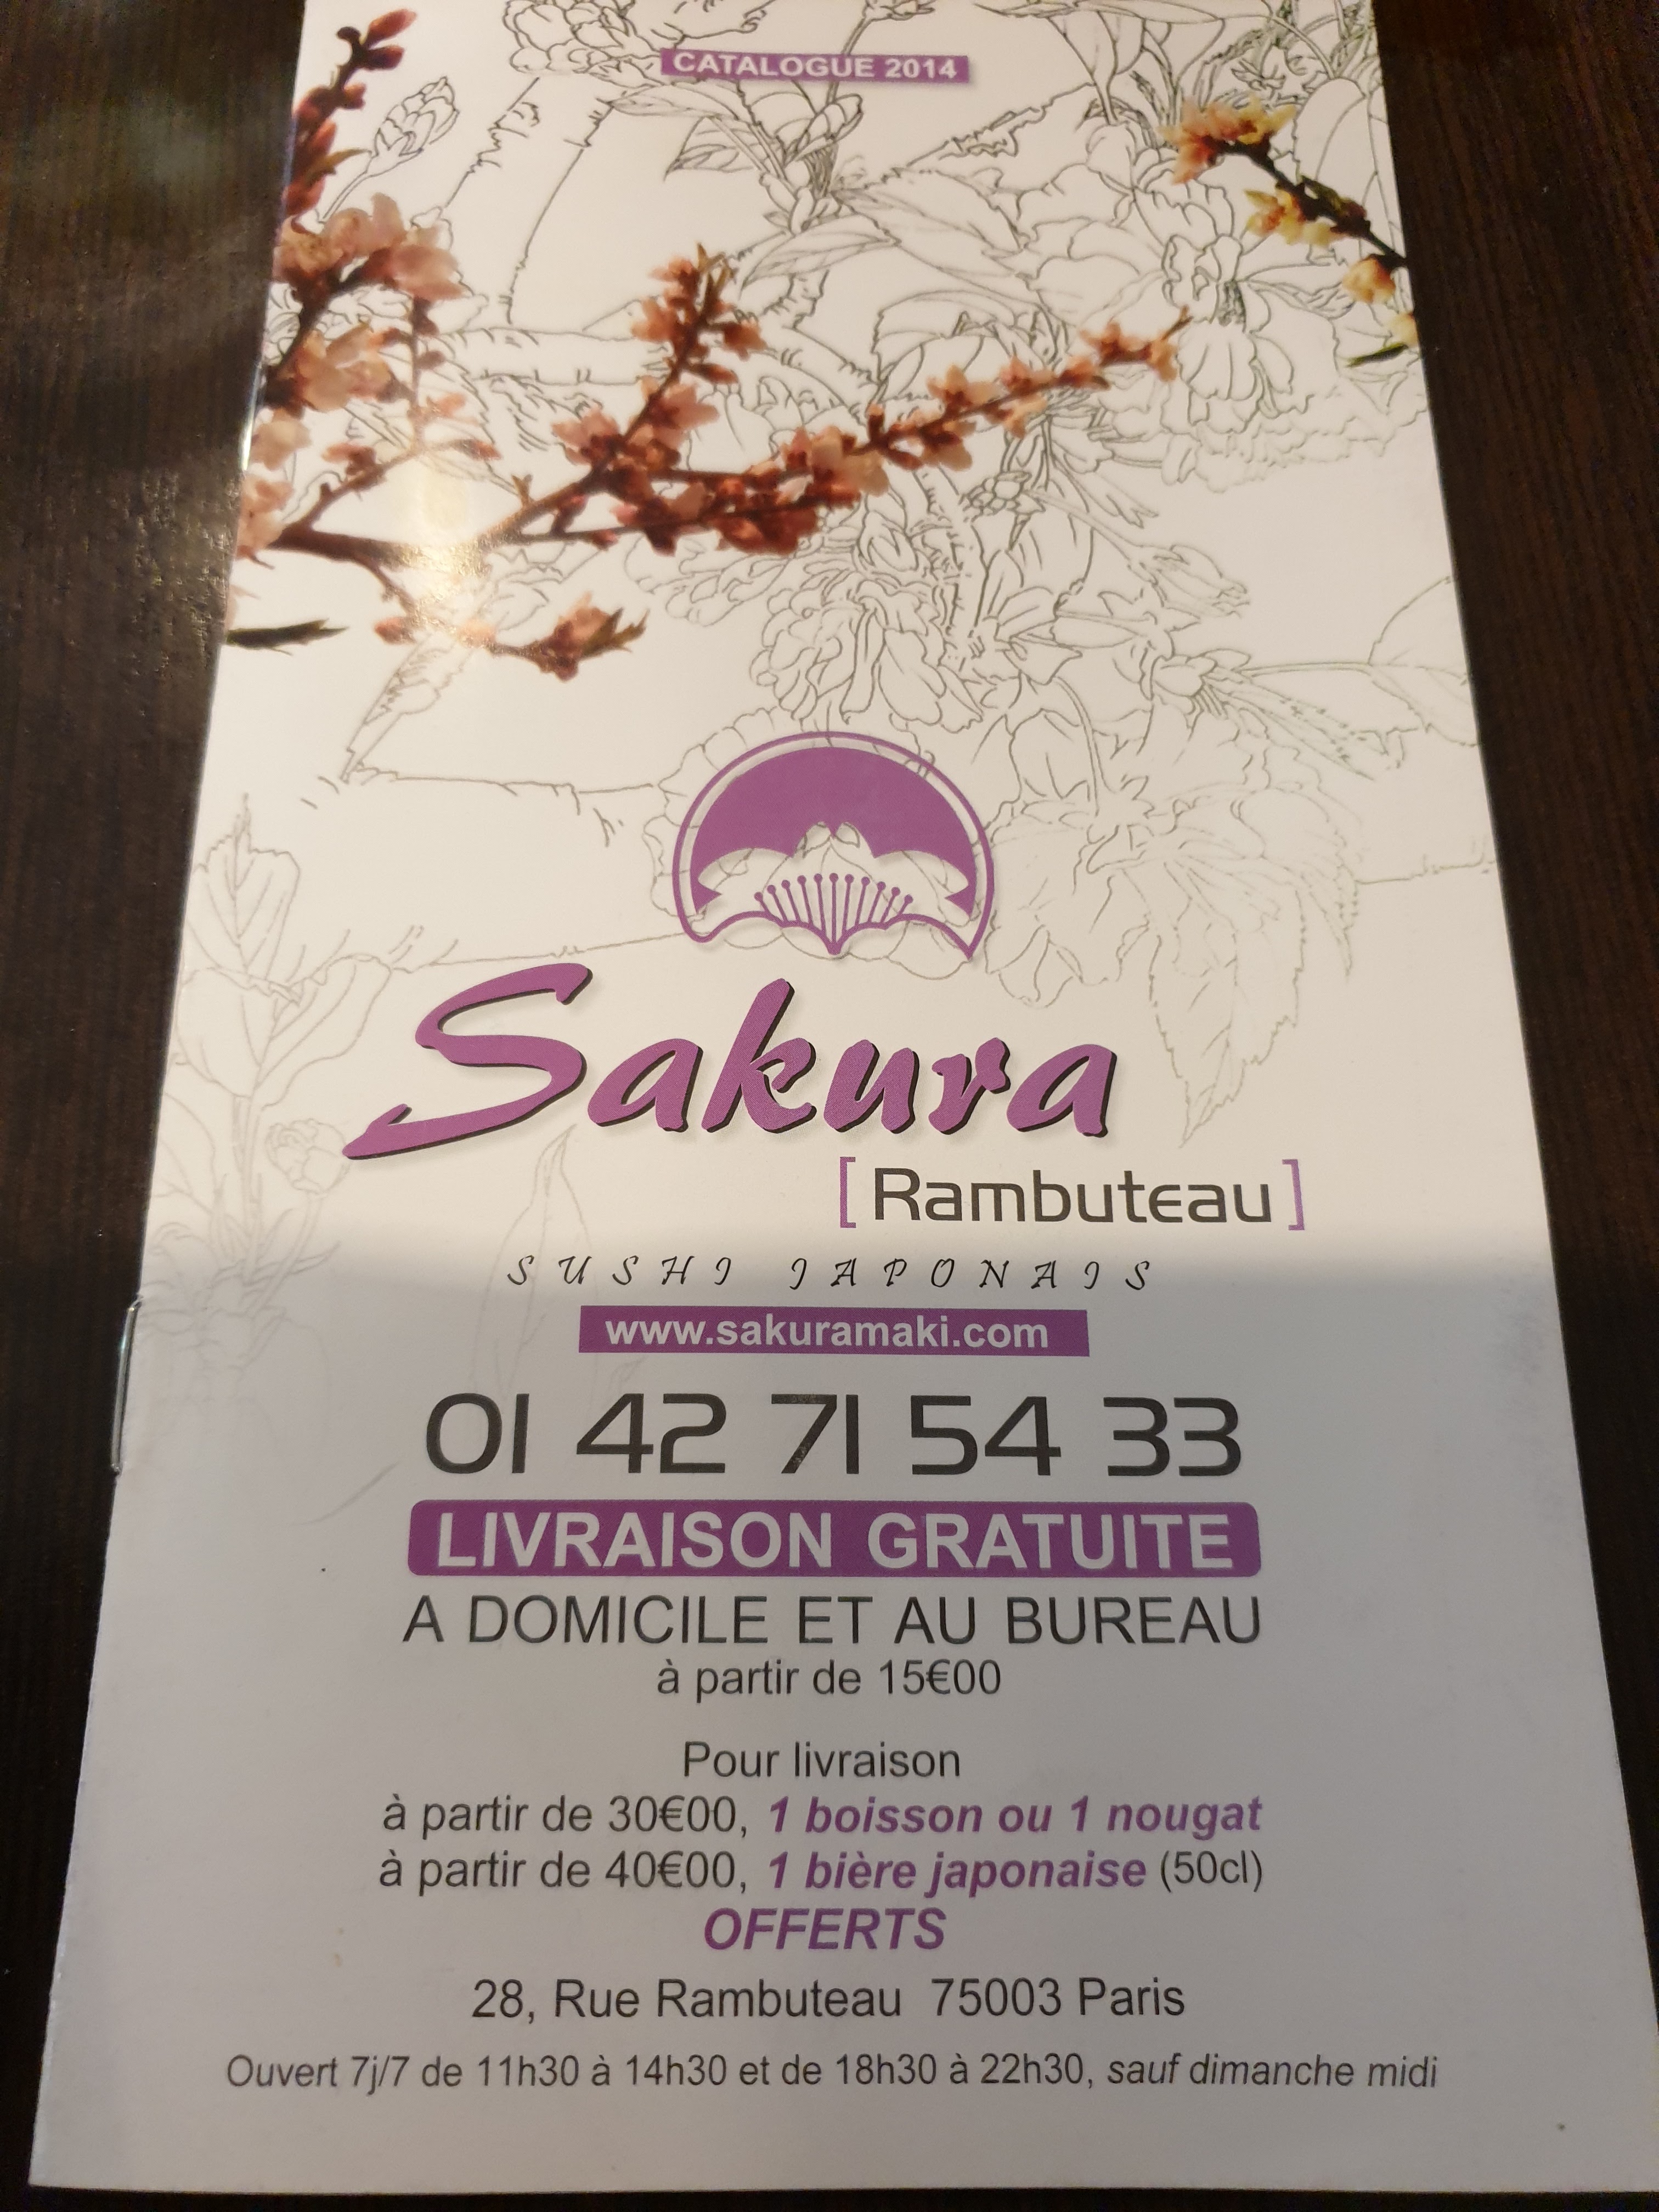 CATALOGUE 2014
Sakura
[Rambuteau]
SUSHI JAPONAIS
www.sakuramaki.com
01 42 71 54 33
LIVRAISON GRATUITE
A DOMICILE ET AU BUREAU
à partir de 15€00
Pour livraison
à partir de 30€00, 1 boisson ou 1 nougat
à partir de 40€00, 1 bière japonaise (50cl)
OFFERTS
28, Rue Rambuteau 75003 Paris
Ouvert 7j/7 de 11h30 à 14h30 et de 18h30 à 22h30, sauf dimanche midi